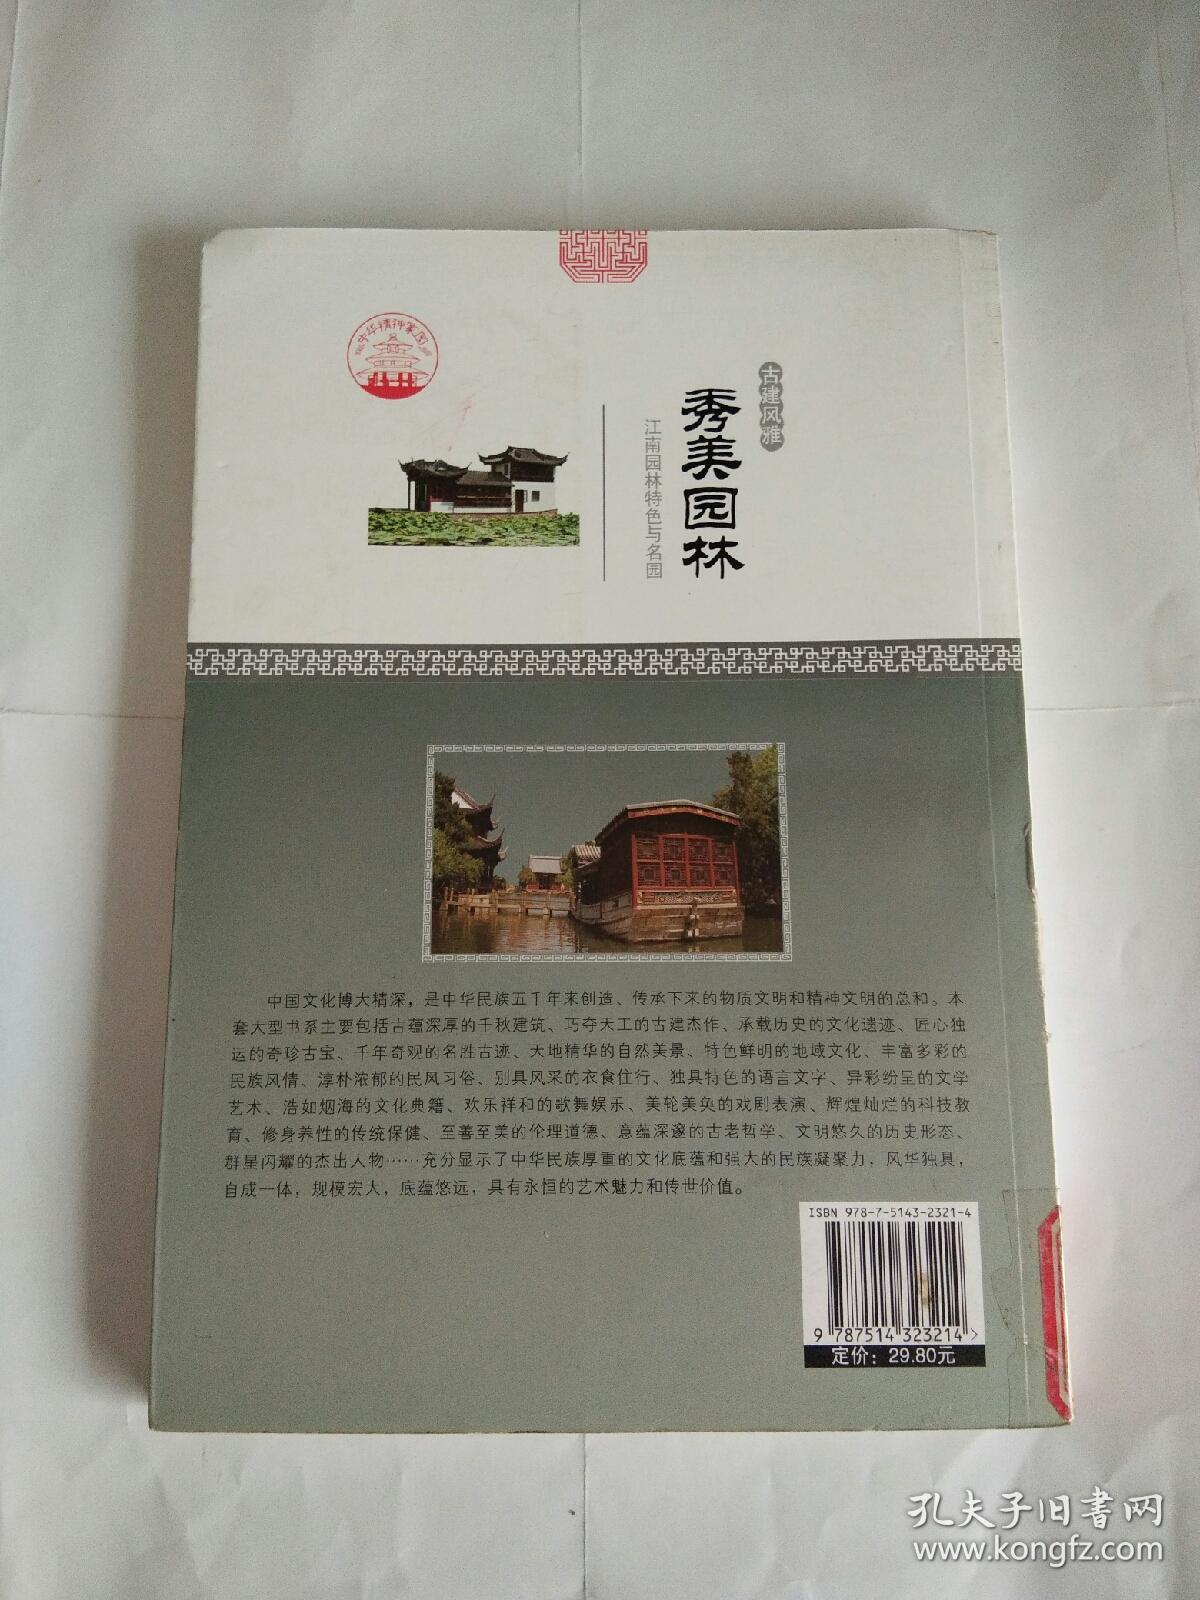 中华精神家园
古建风雅
秀美园林
江南园林特色与名园
中国文化博大精深，是中华民族五千年来创造、传承下来的物质文明和精神文明的总和。本
套大型书系主要包括古蕴深厚的千秋建筑、巧夺天工的古建杰作、承载历史的文化遗迹、匠心独
运的奇珍古宝、千年奇观的名胜古迹、大地精华的自然美景、特色鲜明的地域文化、丰富多彩的
民族风情、淳朴浓郁的民风习俗、别具风采的衣食住行、独具特色的语言文字、异彩纷呈的文学
艺术、浩如烟海的文化典籍、欢乐祥和的歌舞娱乐、美轮美奂的戏剧表演、辉煌灿烂的科技教
育、修身养性的传统保健、至善至美的伦理道德、意蕴深邃的古老哲学、文明悠久的历史形态、
群星闪耀的杰出人物……充分显示了中华民族厚重的文化底蕴和强大的民族凝聚力，风华独具，
自成一体，规模宏大，底蕴悠远，具有永恒的艺术魅力和传世价值。
ISBN 978-7-5143-2321-4
9 787514 323214 >
定价：29.80元
孔夫子旧书网
www.kongfz.com